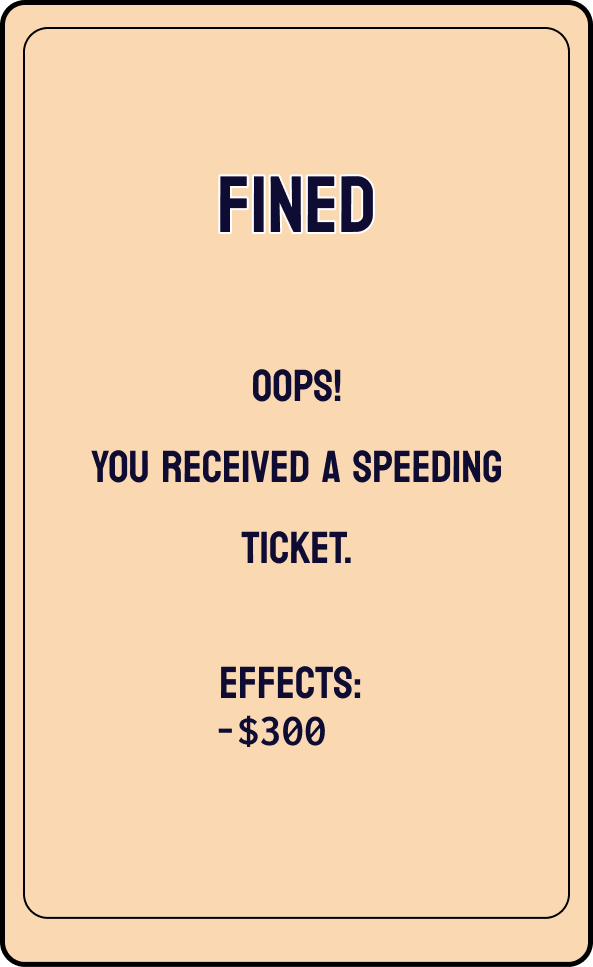 FINED
OOPS!
YOU RECEIVED A SPEEDING
TICKET.
EFFECTS:
-$300